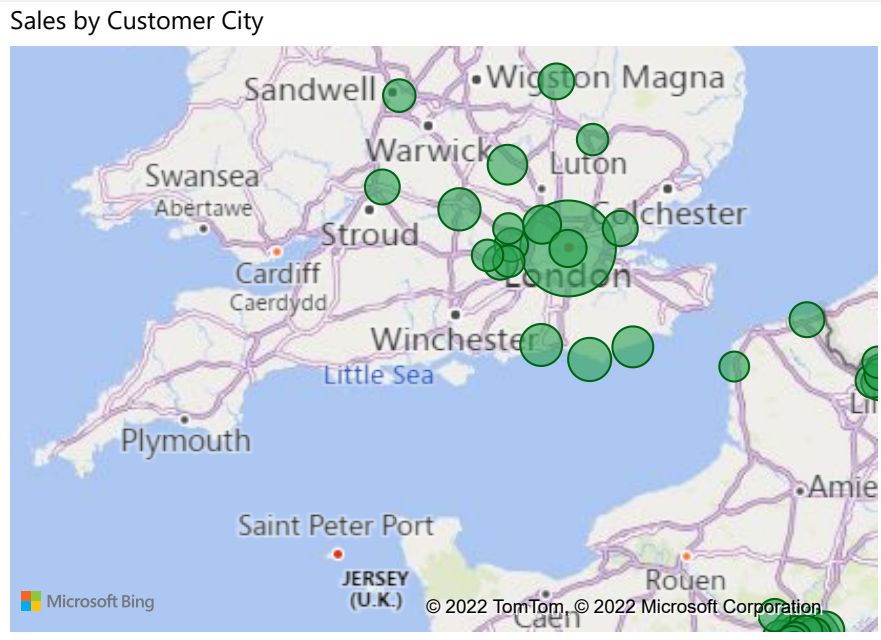 Sales by Customer City
Sandwell
Wigston Magna
Warwick
Luton
Swansea
Abertawe
Colchester
Stroud
Cardiff
Caerdydd
London
Winchester
Little Sea
Plymouth
Amie
Saint Peter Port
JERSEY
(U.K.)
Rouen
Microsoft Bing
© 2022 TomTom, © 2022 Microsoft Corporation
Caen